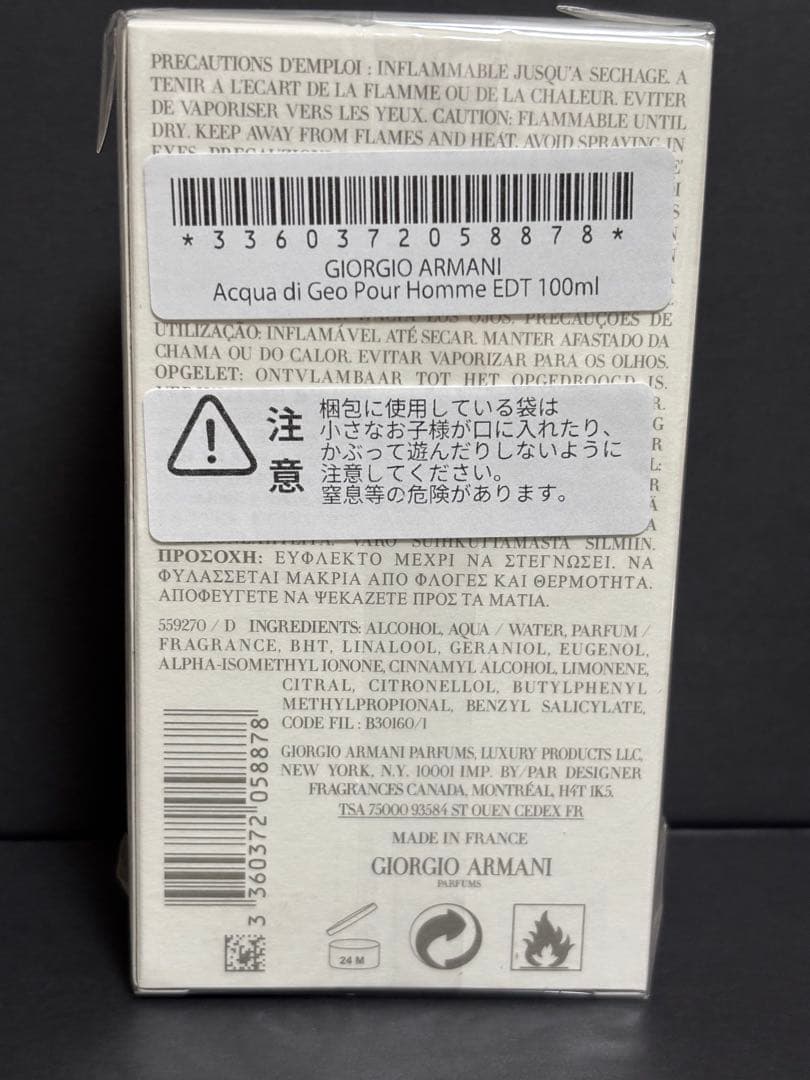 PRECAUTIONS D'EMPLOI : INFLAMMABLE JUSQU'A SECHAGE. A
TENIR A L'ECART DE LA FLAMME OU DE LA CHALEUR. EVITER
DE VAPORISER VERS LES YEUX. CAUTION: FLAMMABLE UNTIL
DRY. KEEP AWAY FROM FLAMES AND HEAT. AVOID SPRAYING IN
*3360372058878*
GIORGIO ARMANI
Acqua di Geo Pour Homme EDT 100ml
LOS OJOS. PRECAUÇOES DE
UTILIZAÇÃO: INFLAMÁVEL ATÉ SECAR. MANTER AFASTADO DA
CHAMA OU DO CALOR. EVITAR VAPORIZAR PARA OS OLHOS.
OPGELET: ONTVLAMBAAR TOT HET OPGEDROOGD IS.
注意
梱包に使用している袋は
小さなお子様が口に入れたり、
かぶって遊んだりしないように
注意してください。
窒息等の危険があります。
VARO SUIHKUTTAMASTA SILMIIN.
ΠΡΟΣΟΧΗ: ΕΥΦΛΕΚΤΟ ΜΕΧΡΙ ΝΑ ΣΤΕΓΝΩΣΕΙ. ΝΑ
ΦΥΛΑΣΣΕΤΑΙ ΜΑΚΡΙΑ ΑΠΟ ΦΛΟΓΕΣ ΚΑΙ ΘΕΡΜΟΤΗΤΑ.
ΑΠΟΦΕΥΓΕΤΕ ΝΑ ΨΕΚΑΖΕΤΕ ΠΡΟΣ ΤΑ ΜΑΤΙΑ.
559270 / D INGREDIENTS: ALCOHOL, AQUA / WATER, PARFUM /
FRAGRANCE, BHT, LINALOOL, GERANIOL, EUGENOL,
ALPHA-ISOMETHYL IONONE, CINNAMYL ALCOHOL, LIMONENE,
CITRAL, CITRONELLOL, BUTYLPHENYL
METHYLPROPIONAL, BENZYL SALICYLATE,
CODE FIL : B30160/1
GIORGIO ARMANI PARFUMS, LUXURY PRODUCTS LLC,
NEW YORK, N.Y. 10001 IMP. BY/PAR DESIGNER
FRAGRANCES CANADA, MONTRÉAL, H4T 1K5.
TSA 75000 93584 ST OUEN CEDEX FR
MADE IN FRANCE
GIORGIO ARMANI
PARFUMS
3 360372 058878
24 M